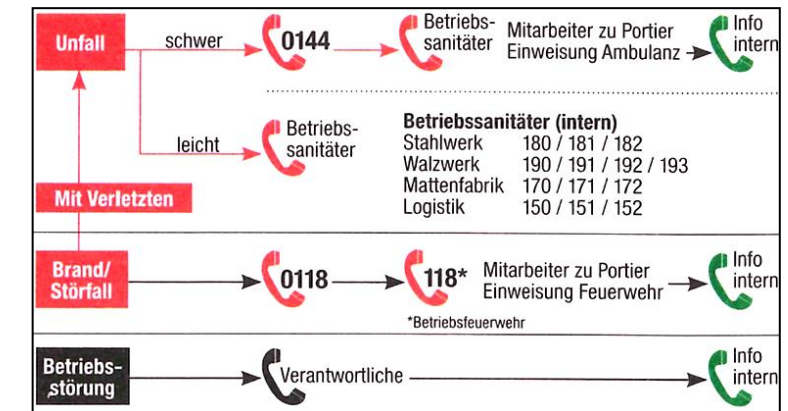 Unfall
schwer
0144
Betriebs-
sanitäter
Mitarbeiter zu Portier
Einweisung Ambulanz
Info
intern
leicht
Betriebs-
sanitäter
Betriebssanitäter (intern)
Stahlwerk 180 / 181 / 182
Walzwerk 190 / 191 / 192 / 193
Mattenfabrik 170 / 171 / 172
Logistik 150 / 151 / 152
Mit Verletzten
Brand/
Störfall
0118
118*
Mitarbeiter zu Portier
Einweisung Feuerwehr
Info
intern
*Betriebsfeuerwehr
Betriebs-
störung
Verantwortliche
Info
intern